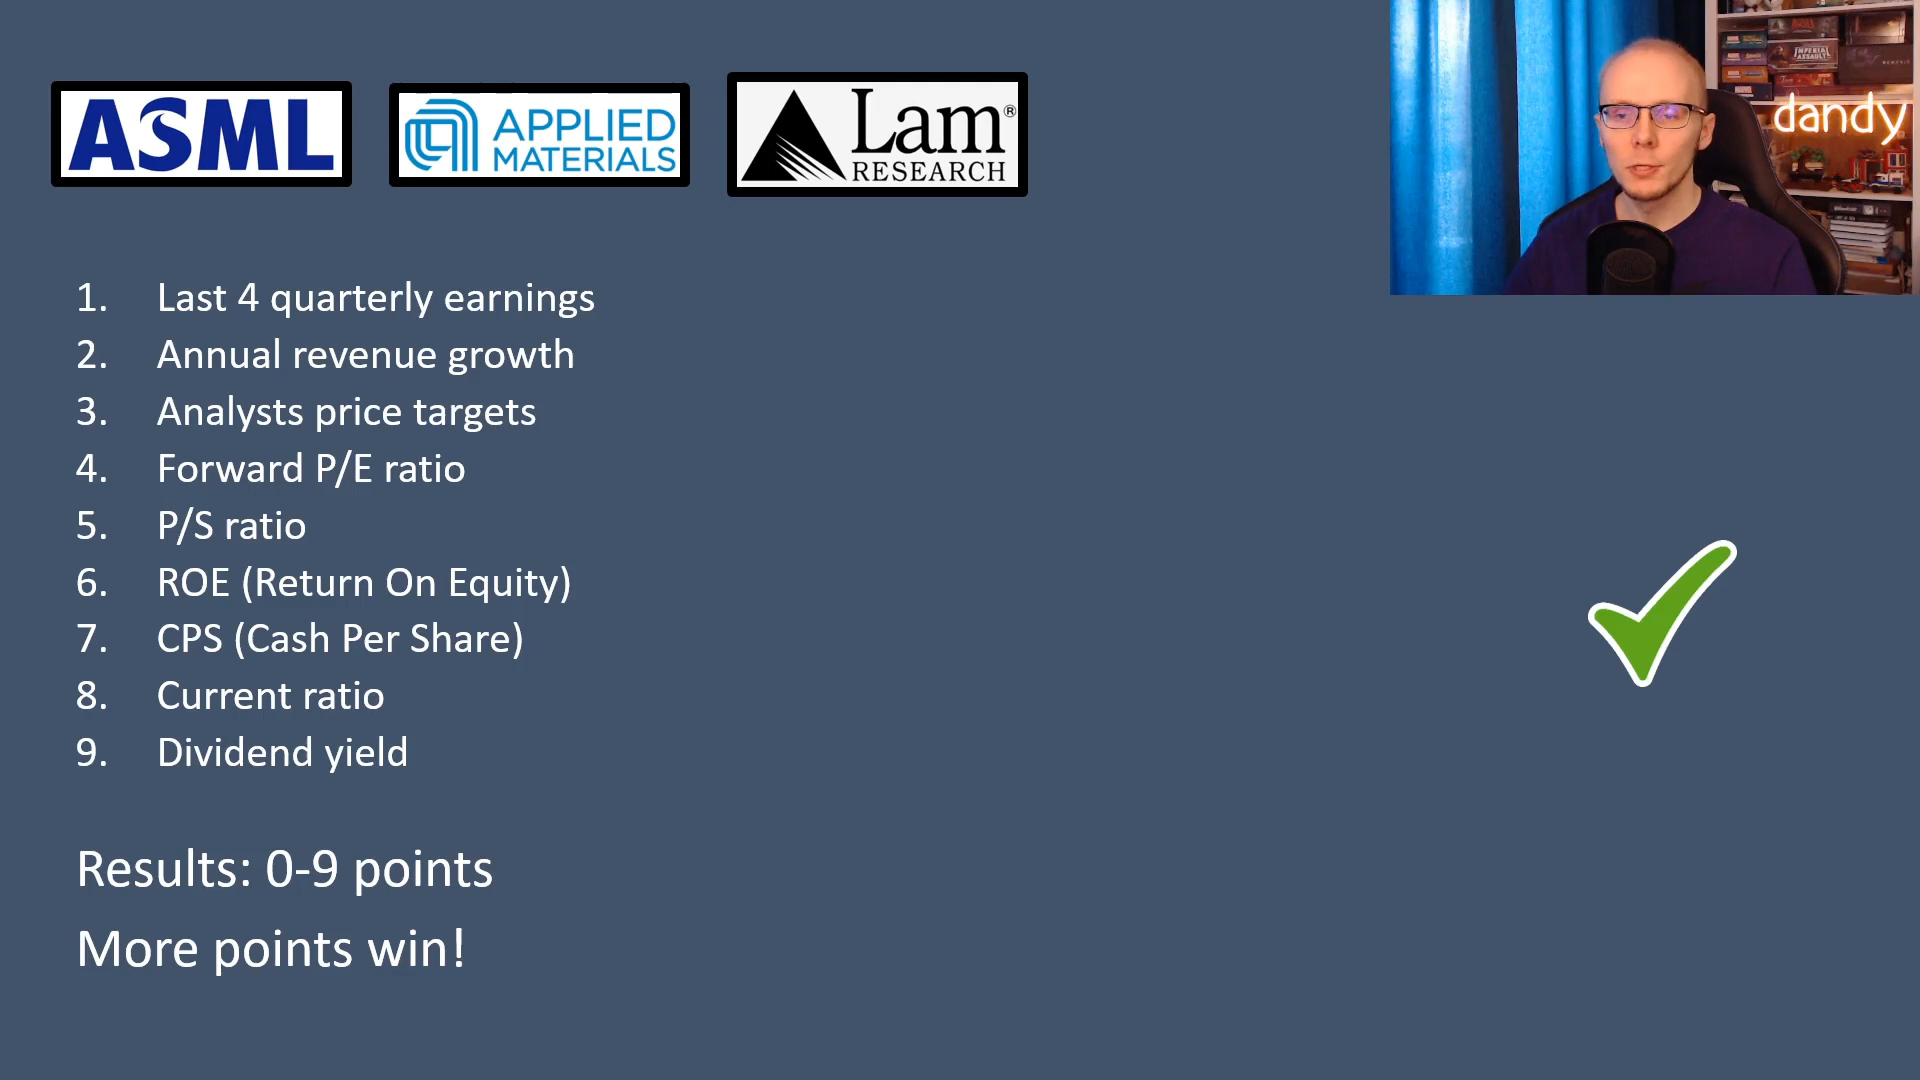 ASML
APPLIED
MATERIALS
Lam®
RESEARCH
IMPERIAL
ASSAULT
dandy
1. Last 4 quarterly earnings
2. Annual revenue growth
3. Analysts price targets
4. Forward P/E ratio
5. P/S ratio
6. ROE (Return On Equity)
7. CPS (Cash Per Share)
8. Current ratio
9. Dividend yield
Results: 0-9 points
More points win!